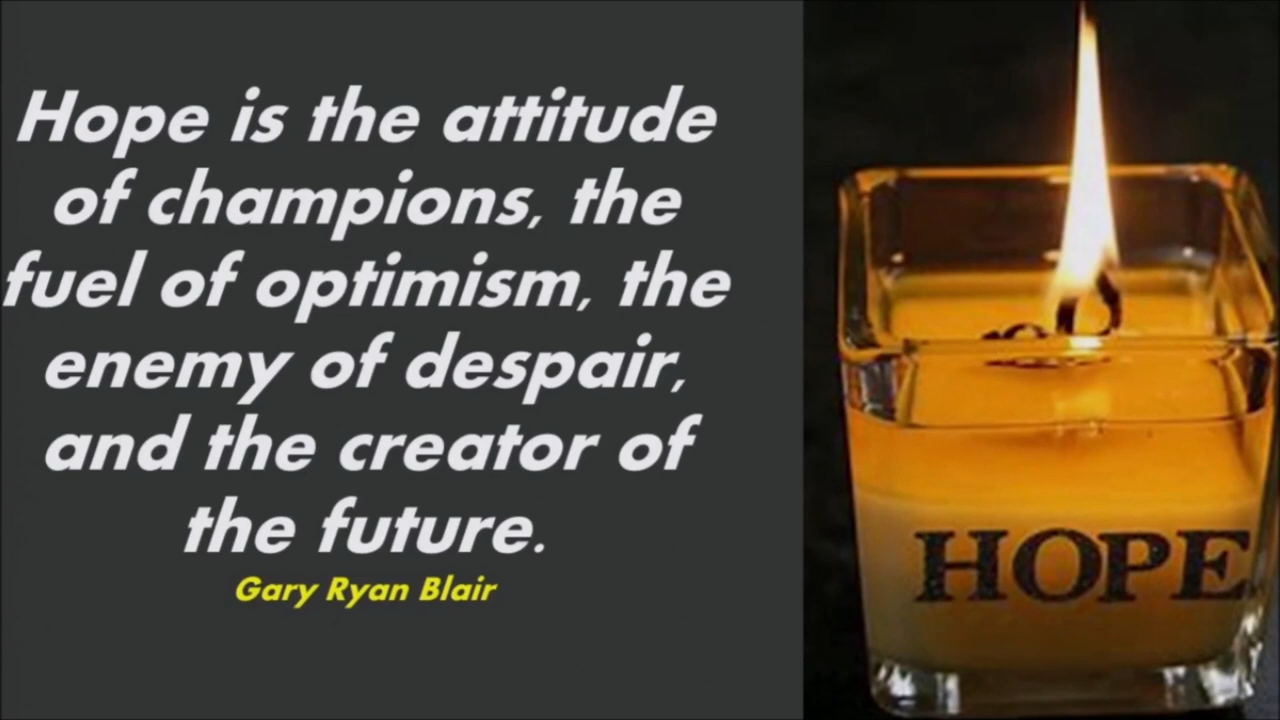 Hope is the attitude
of champions, the
fuel of optimism, the
enemy of despair,
and the creator of
the future.
Gary Ryan Blair
HOPE